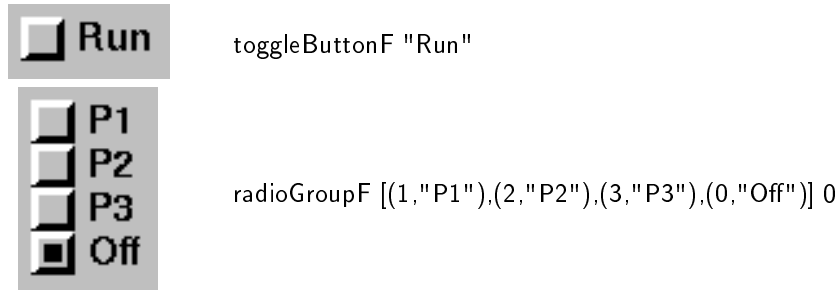 Run toggleButtonF "Run"
P1
P2
P3
Off
radioGroupF [(1,"P1"),(2,"P2"),(3,"P3"),(0,"Off")] 0